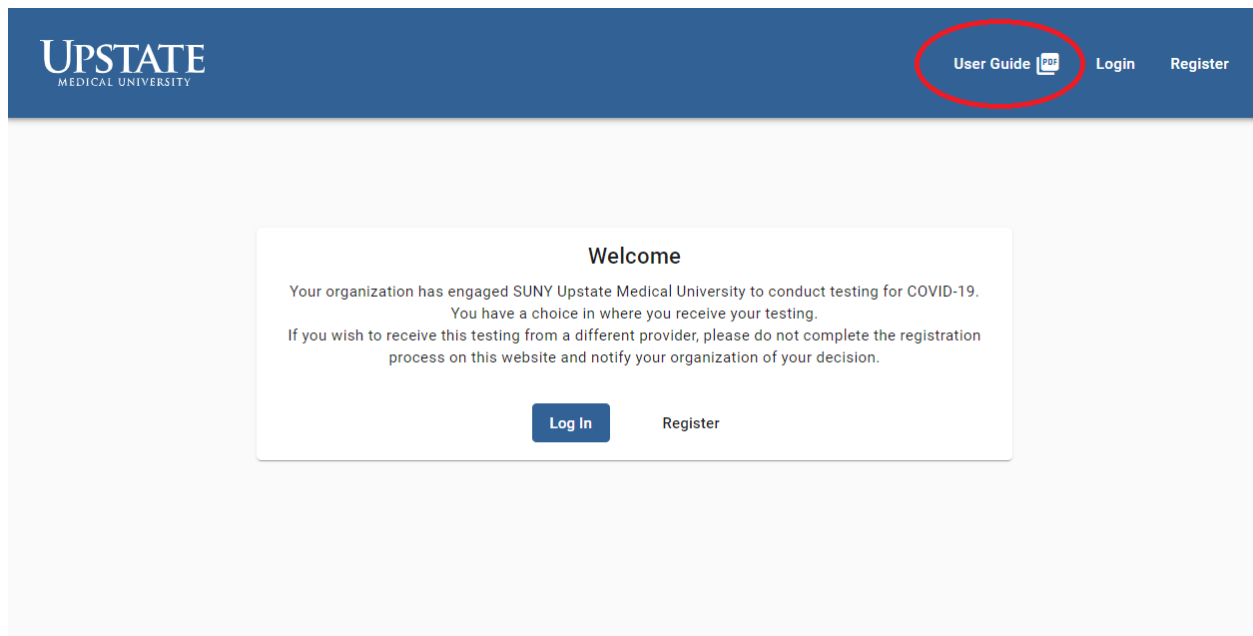 UPSTATE
MEDICAL UNIVERSITY
User Guide PDF Login Register
Welcome
Your organization has engaged SUNY Upstate Medical University to conduct testing for COVID-19.
You have a choice in where you receive your testing.
If you wish to receive this testing from a different provider, please do not complete the registration
process on this website and notify your organization of your decision.
Log In Register